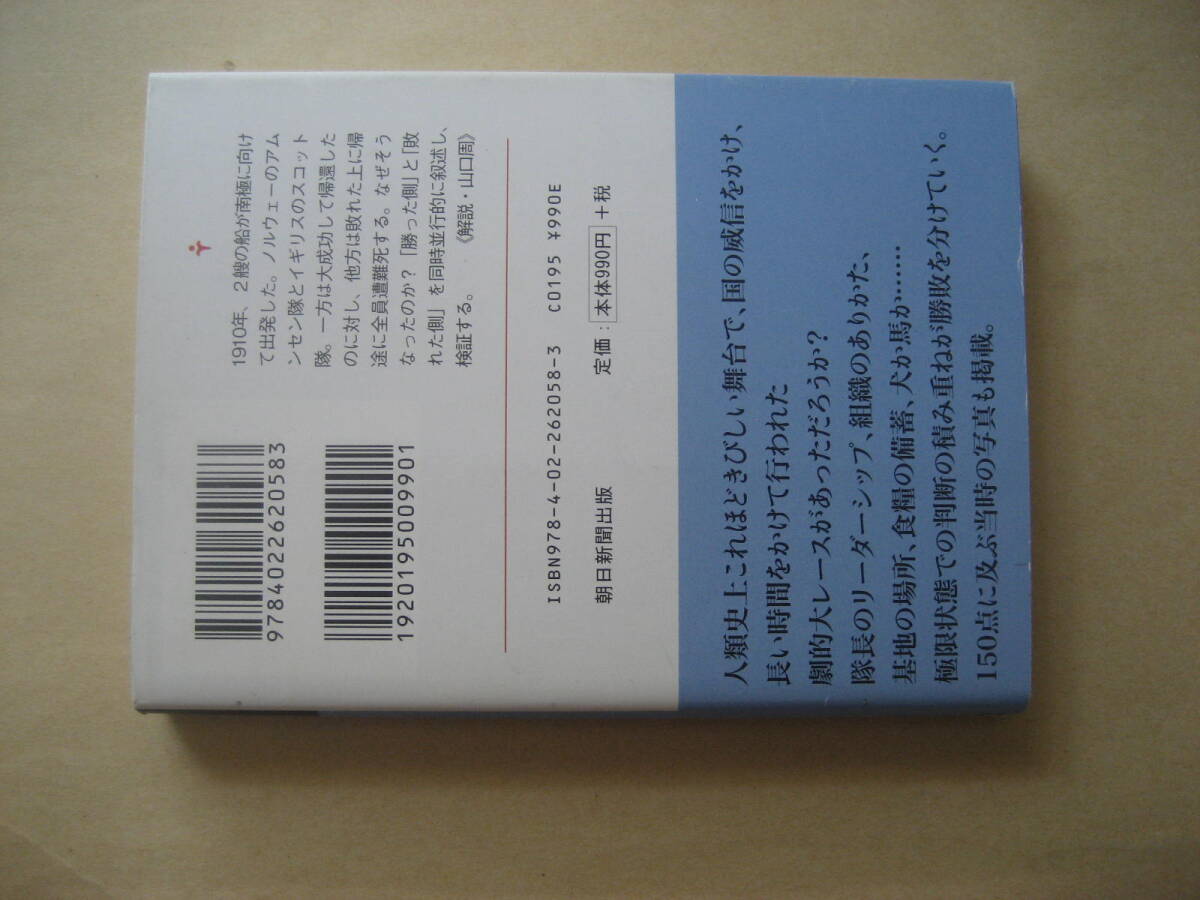 1910年、2艘の船が南極に向け
て出発した。ノルウェーのアム
ンセン隊とイギリスのスコット
隊。一方は大成功して帰還した
のに対し、他方は敗れた上に帰
途に全員遭難死する。なぜそう
なったのか?「勝った側」と「敗
れた側」を同時並行的に叙述し、
検証する。《解説・山口周》
9784022620583
1920195009901
ISBN978-4-02-262058-3 C0195 ¥990E
朝日新聞出版 定価:本体990円+税
人類史上これほどきびしい舞台で、国の威信をかけ、
長い時間をかけて行われた
劇的大レースがあっただろうか?
隊長のリーダーシップ、組織のありかた、
基地の場所、食糧の備蓄、犬か馬か……
極限状態での判断の積み重ねが勝敗を分けていく。
150点に及ぶ当時の写真も掲載。